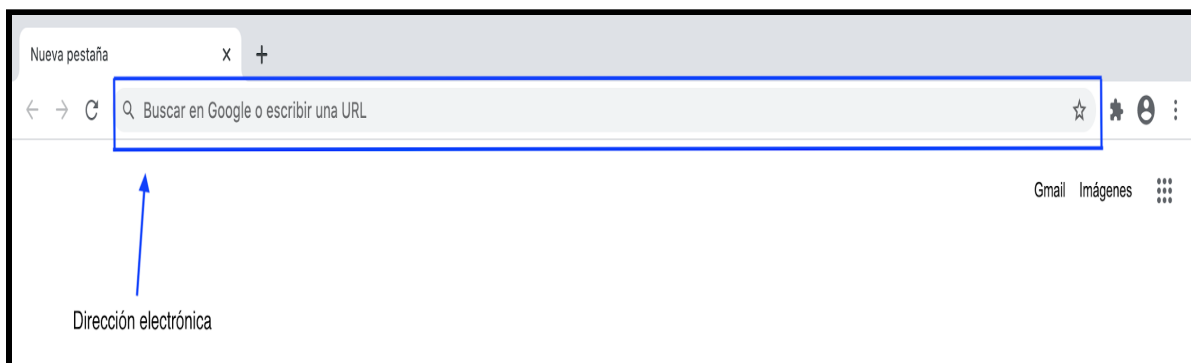 Nueva pestaña
Buscar en Google o escribir una URL
Gmail Imágenes
Dirección electrónica